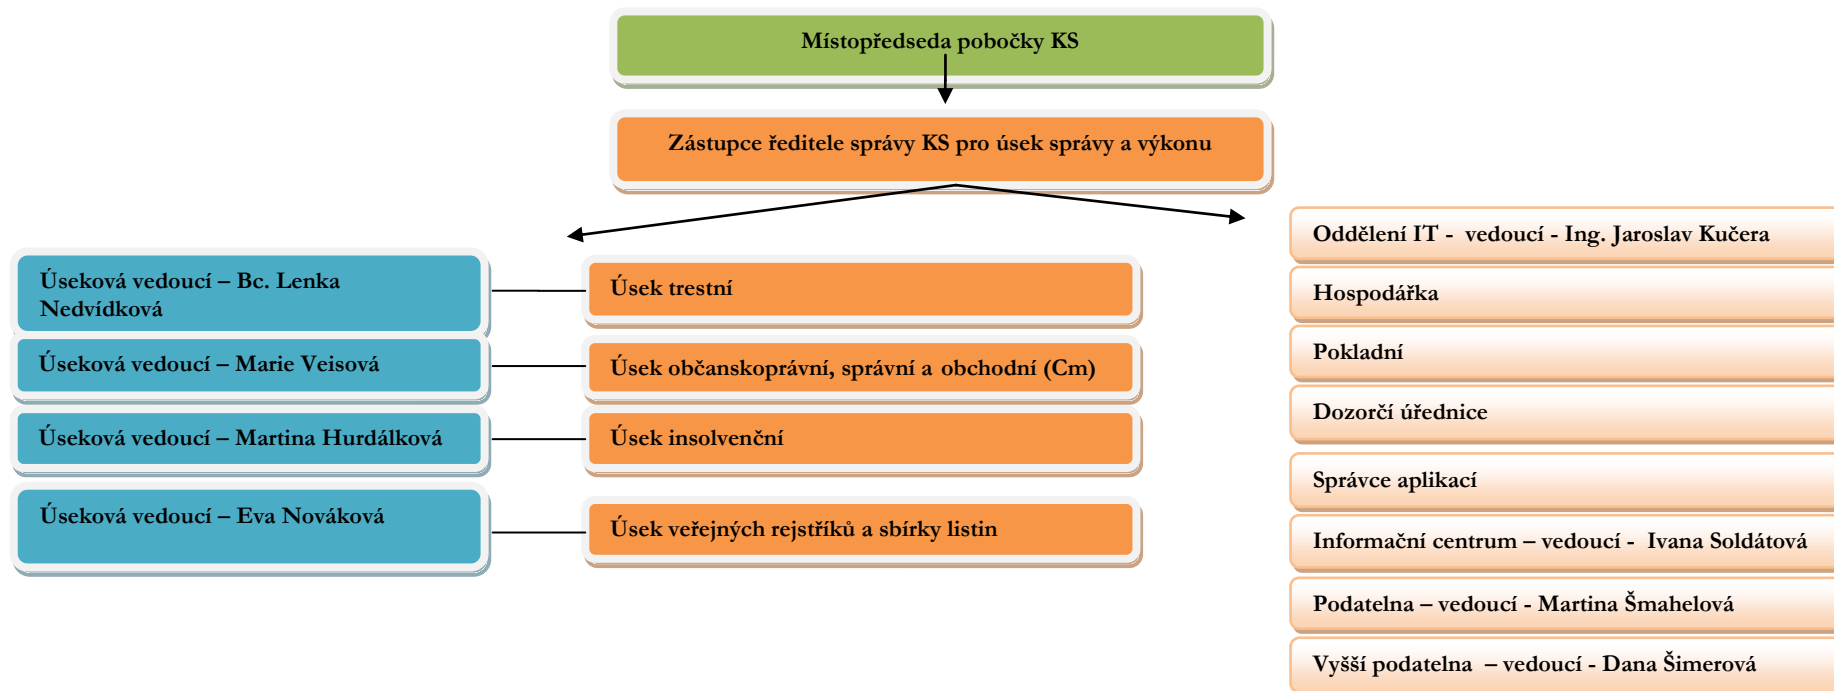 Místopředseda pobočky KS
Zástupce ředitele správy KS pro úsek správy a výkonu
Úseková vedoucí – Bc. Lenka
Nedvídková
Úsek trestní
Úseková vedoucí – Marie Veisová
Úsek občanskoprávní, správní a obchodní (Cm)
Úseková vedoucí – Martina Hurdálková
Úsek insolvenční
Úseková vedoucí – Eva Nováková
Úsek veřejných rejstříků a sbírky listin
Oddělení IT - vedoucí - Ing. Jaroslav Kučera
Hospodářka
Pokladní
Dozorčí úřednice
Správce aplikací
Informační centrum – vedoucí - Ivana Soldátová
Podatelna – vedoucí - Martina Šmahelová
Vyšší podatelna – vedoucí - Dana Šimerová